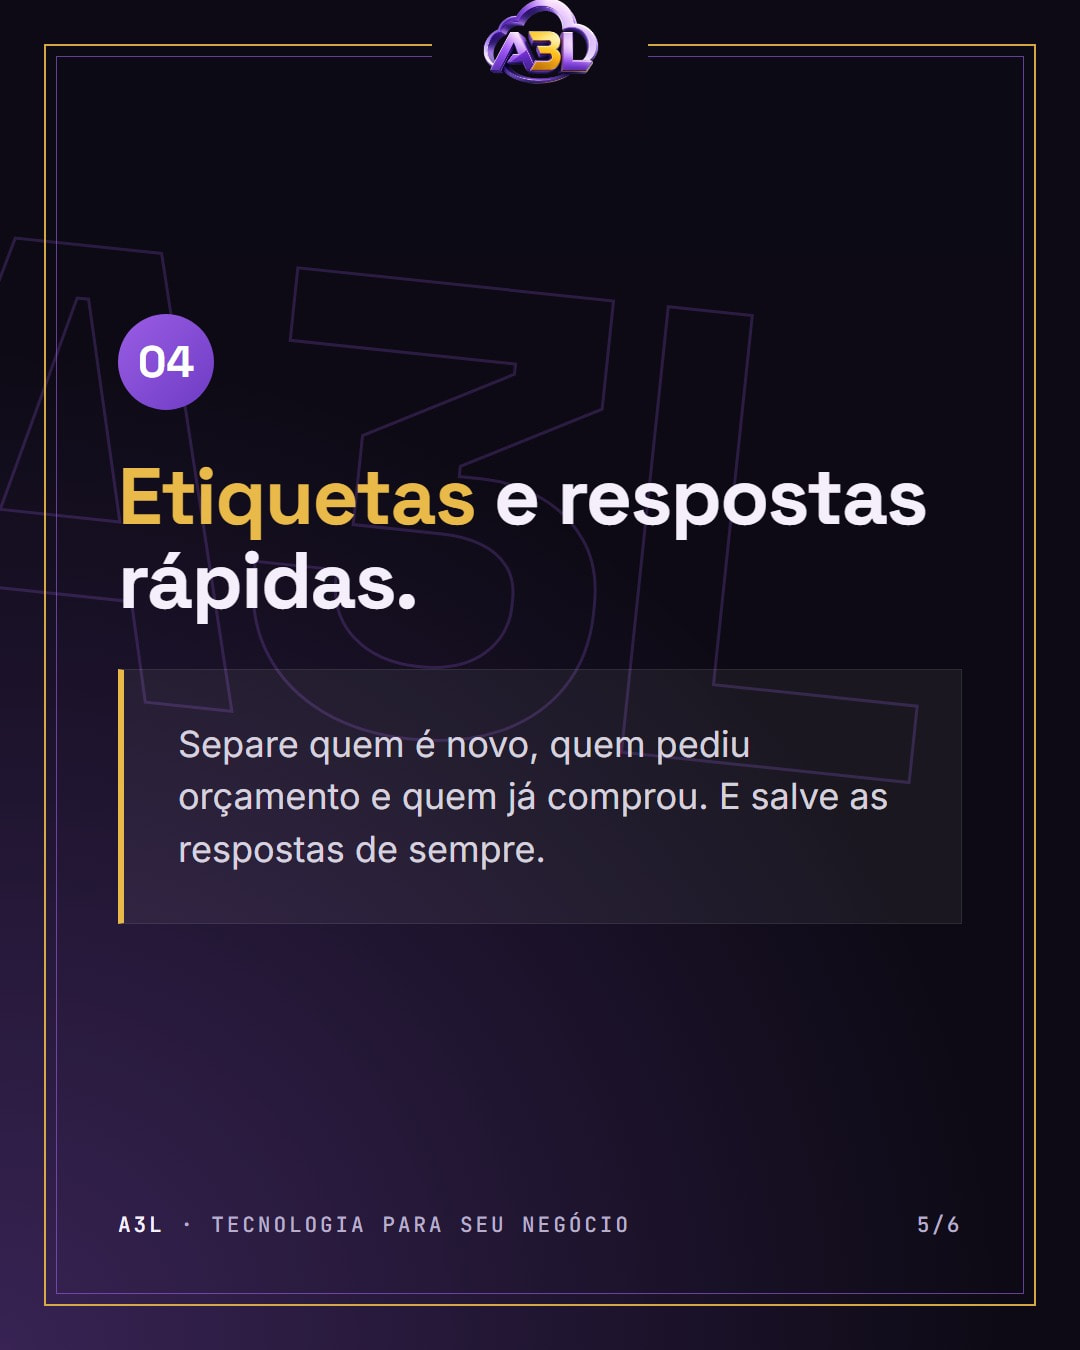 A3L
04
Etiquetas e respostas
rápidas.
Separe quem é novo, quem pediu
orçamento e quem já comprou. E salve as
respostas de sempre.
A3L · TECNOLOGIA PARA SEU NEGÓCIO 5/6
A3L